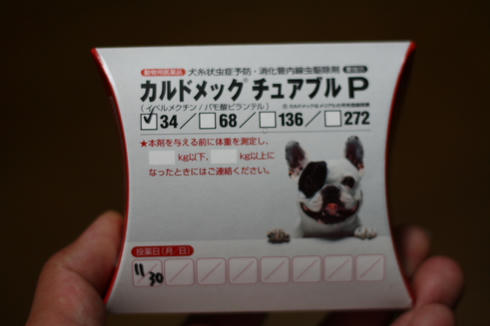 動物用医薬品 犬糸状虫症予防・消化管内線虫駆除剤 要指示
カルドメック チュアブル P
(イベルメクチン / パモ酸ピランテル)
✓34 / □68 / □136 / □272
★本剤を与える前に体重を測定し、
kg以下、 kg以上に
なったときにはご連絡ください。
投薬日(月/日)
11/30